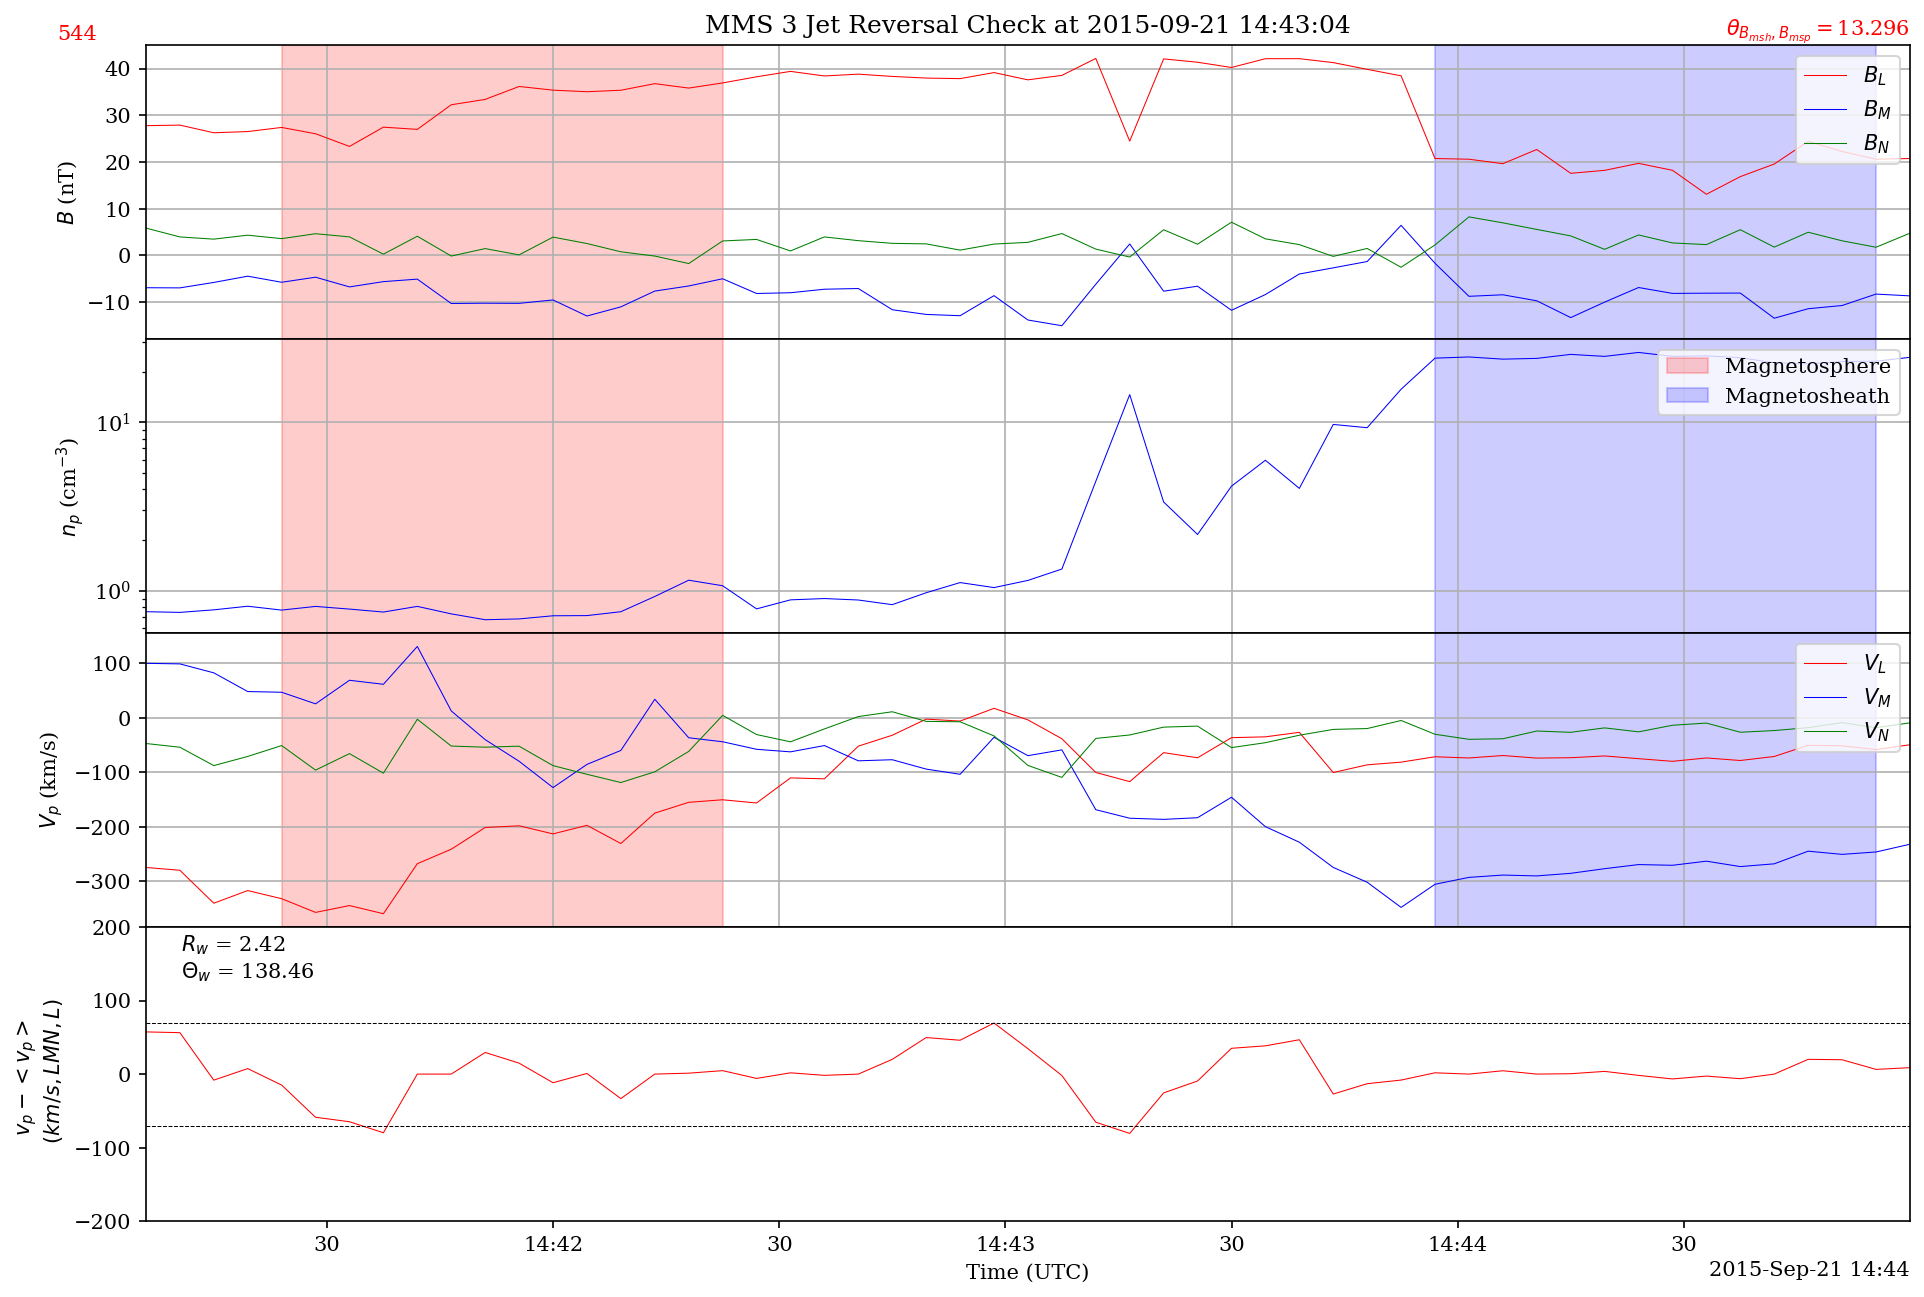 544
MMS 3 Jet Reversal Check at 2015-09-21 14:43:04
θ_{B_{msh}, B_{msp}} = 13.296
B (nT)
40
30
20
10
0
−10
B_L
B_M
B_N
n_p (cm^{−3})
10^1
10^0
Magnetosphere
Magnetosheath
V_p (km/s)
100
0
−100
−200
−300
V_L
V_M
V_N
v_p − < v_p >
(km/s, LMN, L)
200
100
0
−100
−200
R_w = 2.42
Θ_w = 138.46
30 14:42 30 14:43 30 14:44 30
Time (UTC)
2015-Sep-21 14:44